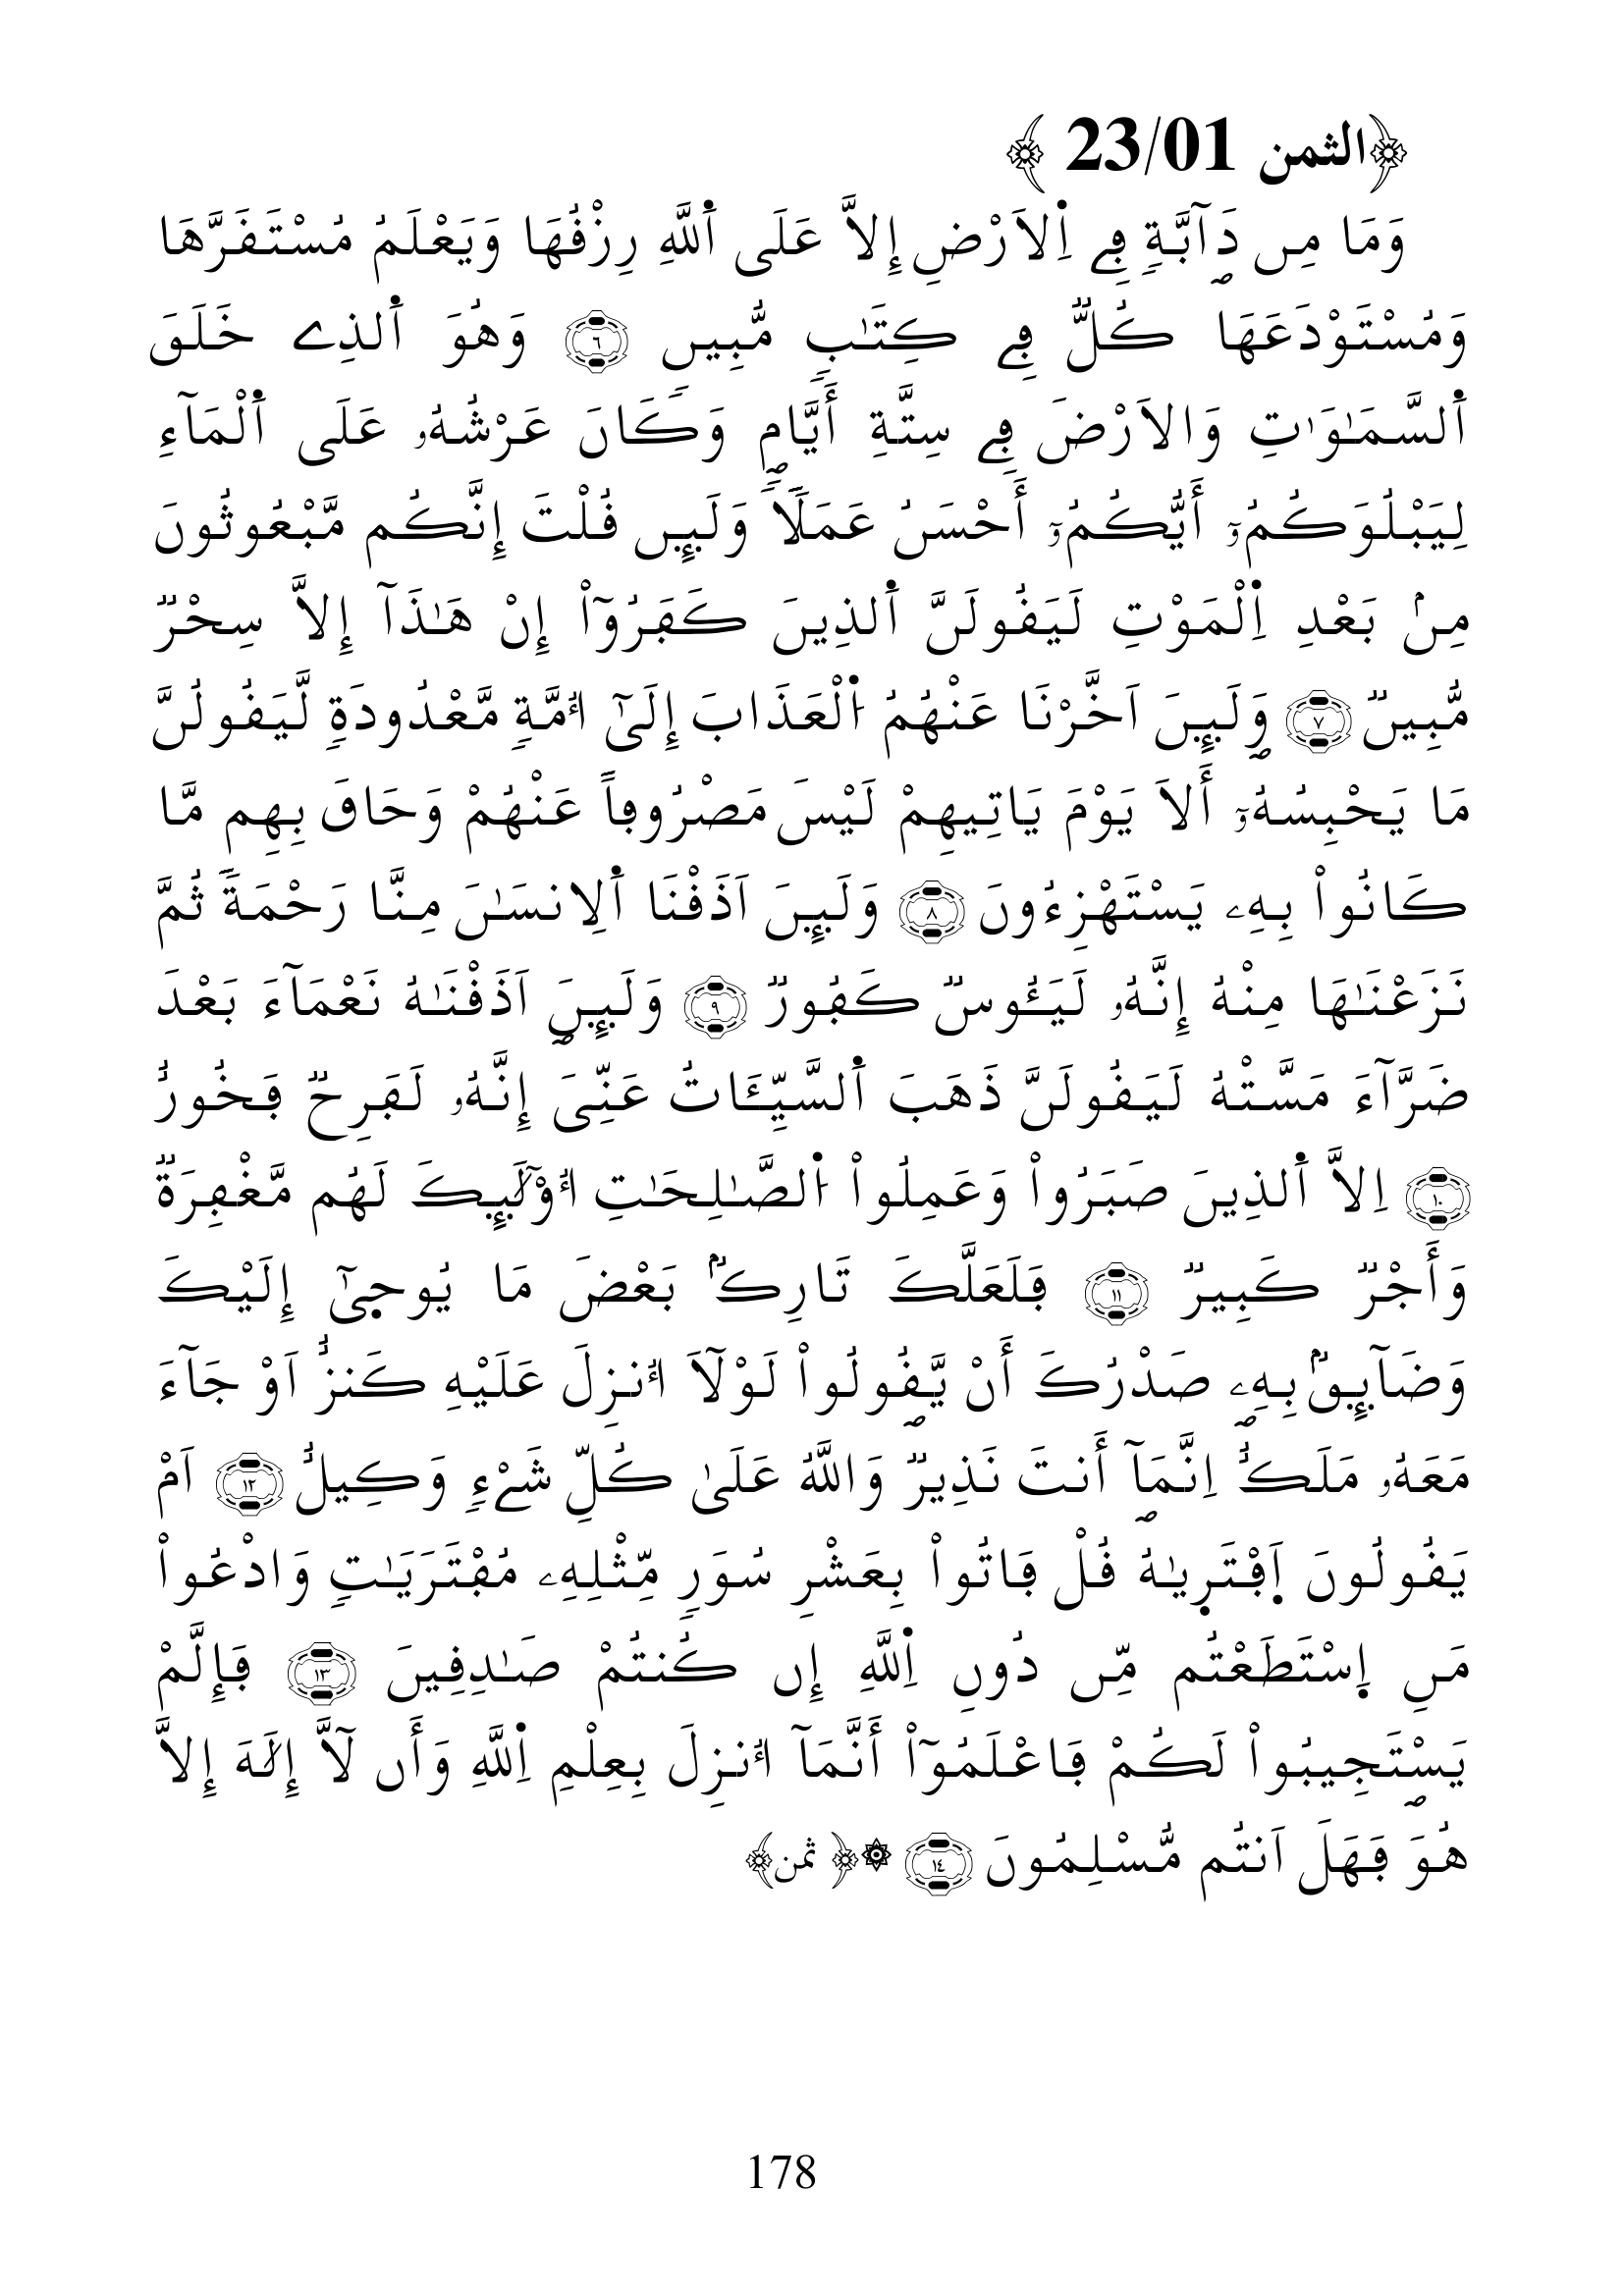 ﴿الثمن 23/01 ﴾
وَمَا مِن دَآبَّةٖ فِے اِ۬لَارْضِ إِلَّا عَلَى اَ۬للَّهِ رِزْقُهَا وَيَعْلَمُ مُسْتَقَرَّهَا
وَمُسْتَوْدَعَهَا كُلّٞ فِے كِتَٰبٖ مُّبِينٖ ٦ وَهُوَ اَ۬لذِے خَلَقَ
اَ۬لسَّمَٰوَٰتِ وَالَارْضَ فِے سِتَّةِ أَيَّامٖ وَكَانَ عَرْشُهُۥ عَلَى اَ۬لْمَآءِ
لِيَبْلُوَكُمُۥٓ أَيُّكُمُۥٓ أَحْسَنُ عَمَلٗا وَلَئِن قُلْتَ إِنَّكُم مَّبْعُوثُونَ
مِنۢ بَعْدِ اِ۬لْمَوْتِ لَيَقُولَنَّ اَ۬لذِينَ كَفَرُوٓاْ إِنْ هَٰذَآ إِلَّا سِحْرٞ
مُّبِينٞ ٧ وَلَئِنَ اَخَّرْنَا عَنْهُمُ اُ۬لْعَذَابَ إِلَىٰٓ أُمَّةٖ مَّعْدُودَةٖ لَّيَقُولُنَّ
مَا يَحْبِسُهُۥٓ أَلَا يَوْمَ يَاتِيهِمْ لَيْسَ مَصْرُوفاً عَنْهُمْ وَحَاقَ بِهِم مَّا
كَانُواْ بِهِۦ يَسْتَهْزِءُونَ ٨ وَلَئِنَ اَذَقْنَا اَ۬لِانسَٰنَ مِنَّا رَحْمَةٗ ثُمَّ
نَزَعْنَٰهَا مِنْهُ إِنَّهُۥ لَيَـُٔوسٞ كَفُورٞ ٩ وَلَئِنَ اَذَقْنَٰهُ نَعْمَآءَ بَعْدَ
ضَرَّآءَ مَسَّتْهُ لَيَقُولَنَّ ذَهَبَ اَ۬لسَّيِّـَٔاتُ عَنِّىَ إِنَّهُۥ لَفَرِحٞ فَخُورٌ
١٠ اِلَّا اَ۬لذِينَ صَبَرُواْ وَعَمِلُواْ اُ۬لصَّٰلِحَٰتِ أُوْلَٰٓئِكَ لَهُم مَّغْفِرَةٞ
وَأَجْرٞ كَبِيرٞ ١١ فَلَعَلَّكَ تَارِكُۢ بَعْضَ مَا يُوحِىٰٓ إِلَيْكَ
وَضَآئِقُۢ بِهِۦ صَدْرُكَ أَنْ يَّقُولُواْ لَوْلَآ أُنزِلَ عَلَيْهِ كَنزٌ اَوْ جَآءَ
مَعَهُۥ مَلَكٌ اِنَّمَآ أَنتَ نَذِيرٞ وَاللَّهُ عَلَىٰ كُلِّ شَےْءٖ وَكِيلٌ ١٢ اَمْ
يَقُولُونَ اَ۪فْتَرِىٰهُ قُلْ فَاتُواْ بِعَشْرِ سُوَرٖ مِّثْلِهِۦ مُفْتَرَيَٰتٖ وَادْعُواْ
مَنِ اِ۪سْتَطَعْتُم مِّن دُونِ اِ۬للَّهِ إِن كُنتُمْ صَٰدِقِينَ ١٣ فَإِلَّمْ
يَسْتَجِيبُواْ لَكُمْ فَاعْلَمُوٓاْ أَنَّمَآ أُنزِلَ بِعِلْمِ اِ۬للَّهِ وَأَن لَّآ إِلَٰهَ إِلَّا
هُوَ فَهَلَ اَنتُم مُّسْلِمُونَ ١٤ ۞﴿ ثمن﴾
178